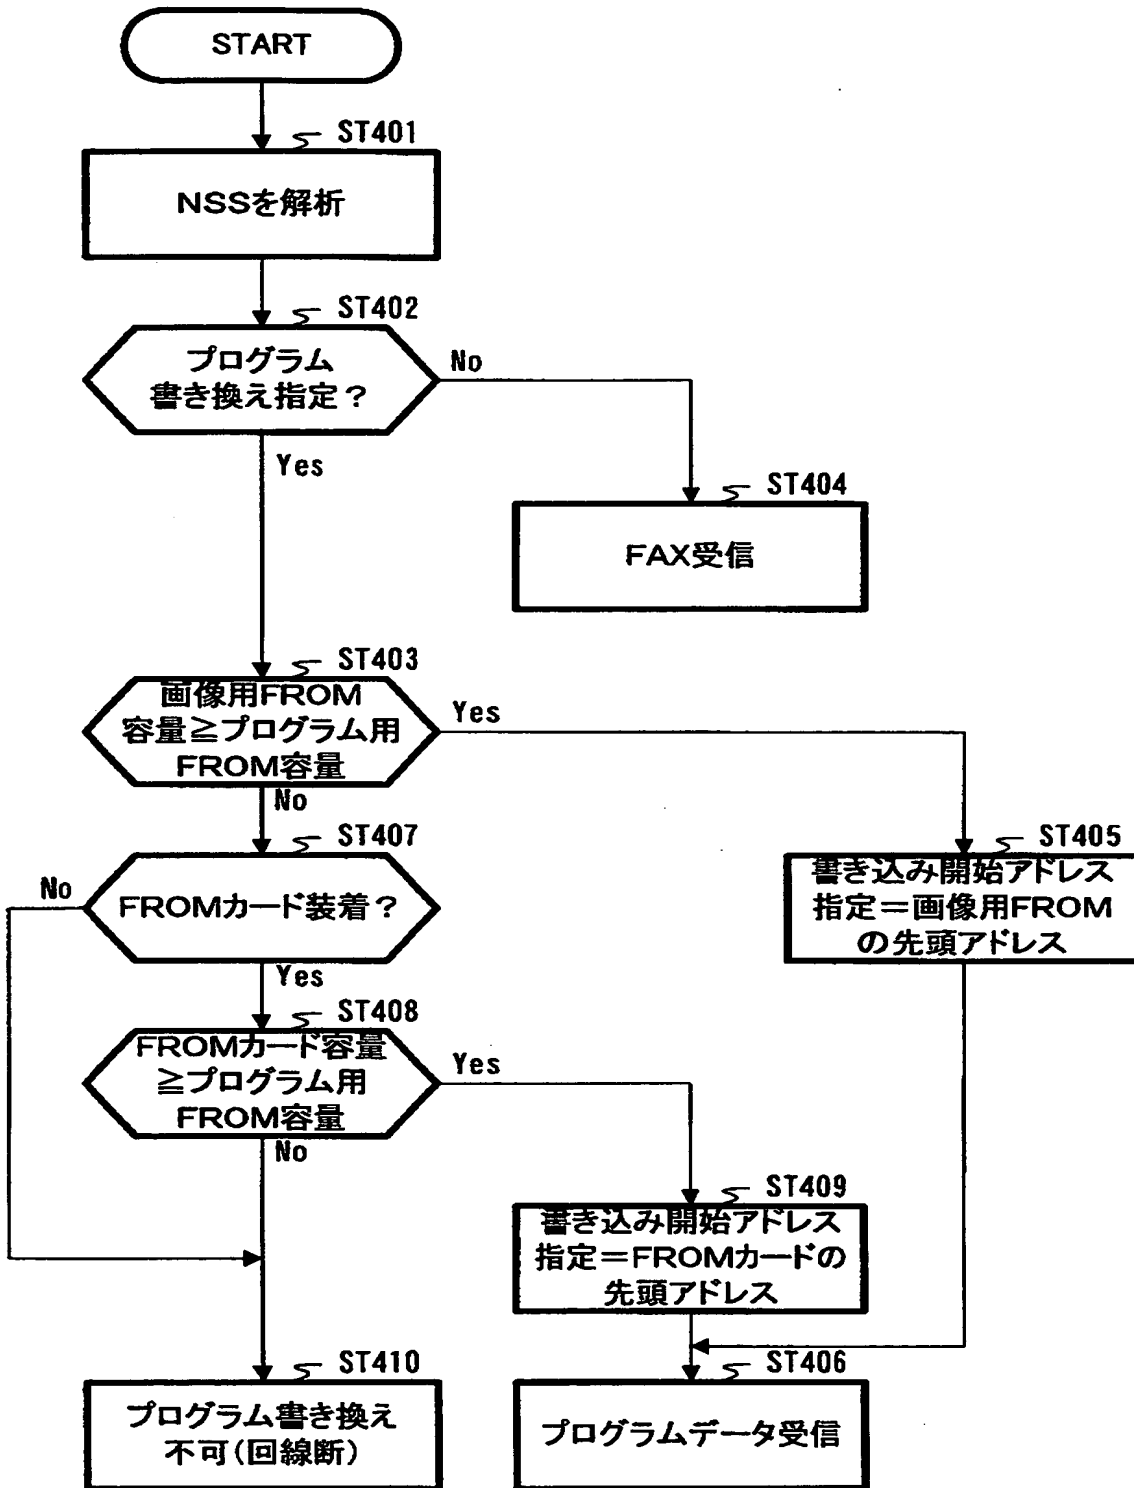 START
ST401
NSSを解析
ST402
プログラム
書き換え指定？
No
Yes
ST404
FAX受信
ST403
画像用FROM
容量≧プログラム用
FROM容量
Yes
No
ST407
FROMカード装着？
No
Yes
ST405
書き込み開始アドレス
指定＝画像用FROM
の先頭アドレス
ST408
FROMカード容量
≧プログラム用
FROM容量
Yes
No
ST409
書き込み開始アドレス
指定＝FROMカードの
先頭アドレス
ST410
プログラム書き換え
不可(回線断)
ST406
プログラムデータ受信